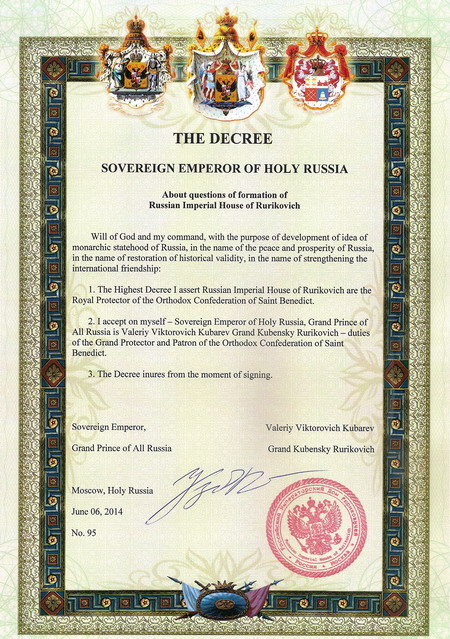 THE DECREE
SOVEREIGN EMPEROR OF HOLY RUSSIA
About questions of formation of
Russian Imperial House of Rurikovich
Will of God and my command, with the purpose of development of idea of
monarchic statehood of Russia, in the name of the peace and prosperity of Russia,
in the name of restoration of historical validity, in the name of strengthening the
international friendship:
1. The Highest Decree I assert Russian Imperial House of Rurikovich are the
Royal Protector of the Orthodox Confederation of Saint Benedict.
2. I accept on myself – Sovereign Emperor of Holy Russia, Grand Prince of
All Russia is Valeriy Viktorovich Kubarev Grand Kubensky Rurikovich – duties
of the Grand Protector and Patron of the Orthodox Confederation of Saint
Benedict.
3. The Decree inures from the moment of signing.
Sovereign Emperor, Valeriy Viktorovich Kubarev
Grand Prince of All Russia Grand Kubensky Rurikovich
Moscow, Holy Russia
June 06, 2014
No. 95